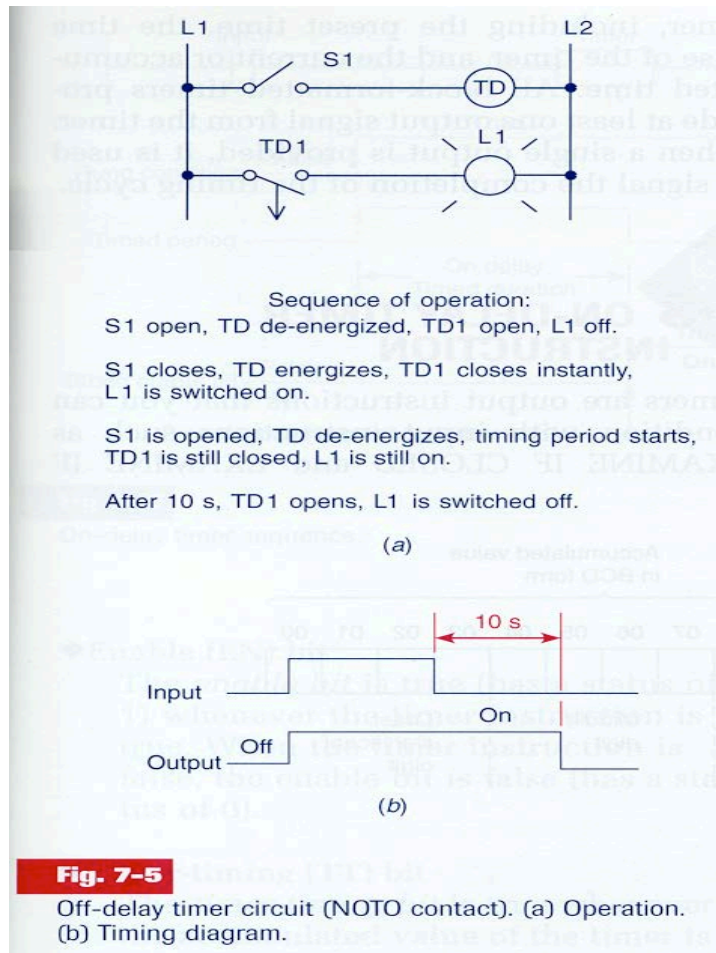 L1 L2
S1
TD
TD1 L1
Sequence of operation:
S1 open, TD de-energized, TD1 open, L1 off.
S1 closes, TD energizes, TD1 closes instantly,
L1 is switched on.
S1 is opened, TD de-energizes, timing period starts,
TD1 is still closed, L1 is still on.
After 10 s, TD1 opens, L1 is switched off.
(a)
10 s
Input
On
Off
Output
(b)
Fig. 7-5
Off-delay timer circuit (NOTO contact). (a) Operation.
(b) Timing diagram.